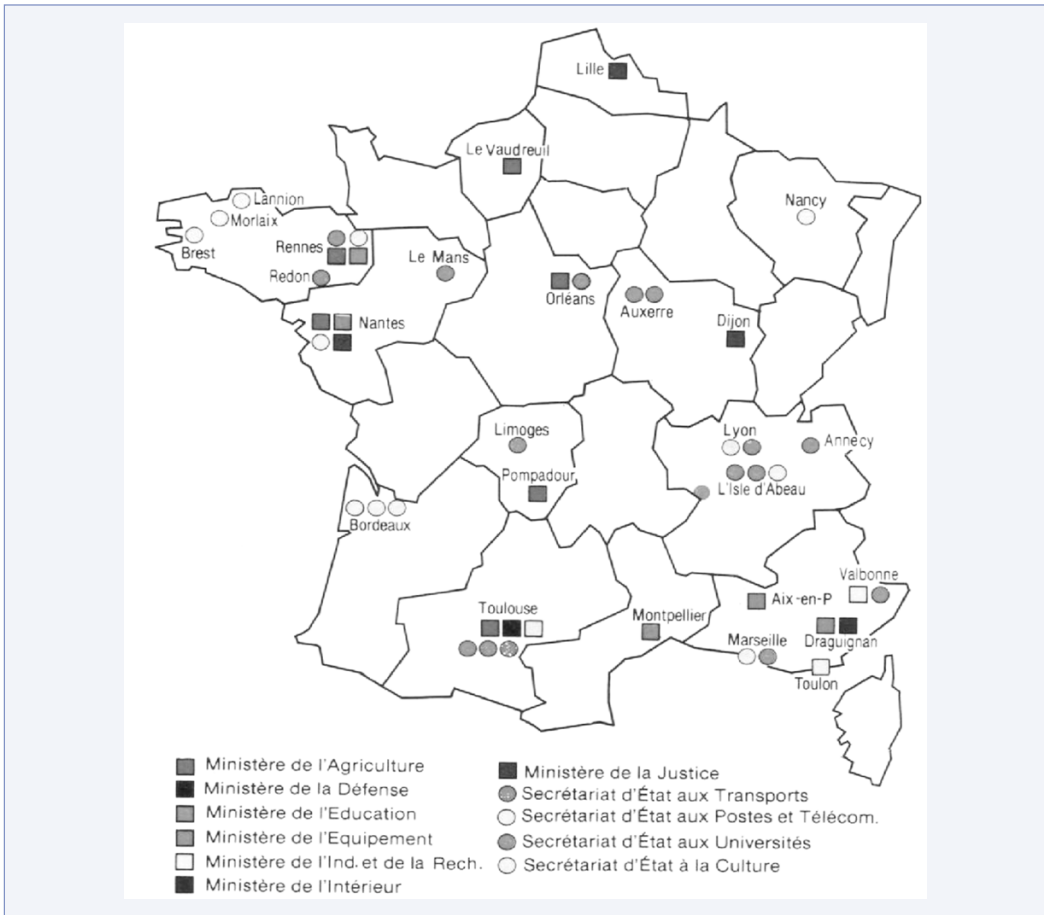 Lille
Le Vaudreuil
Lannion
Morlaix
Nancy
Brest
Rennes
Le Mans
Redon
Orléans
Auxerre
Nantes
Dijon
Limoges
Lyon
Annecy
Pompadour
L'Isle d'Abeau
Bordeaux
Valbonne
Aix-en-P
Toulouse
Montpellier
Marseille
Draguignan
Toulon
Ministère de l'Agriculture
Ministère de la Défense
Ministère de l'Education
Ministère de l'Equipement
Ministère de l'Ind. et de la Rech.
Ministère de l'Intérieur
Ministère de la Justice
Secrétariat d'État aux Transports
Secrétariat d'État aux Postes et Télécom.
Secrétariat d'État aux Universités
Secrétariat d'État à la Culture